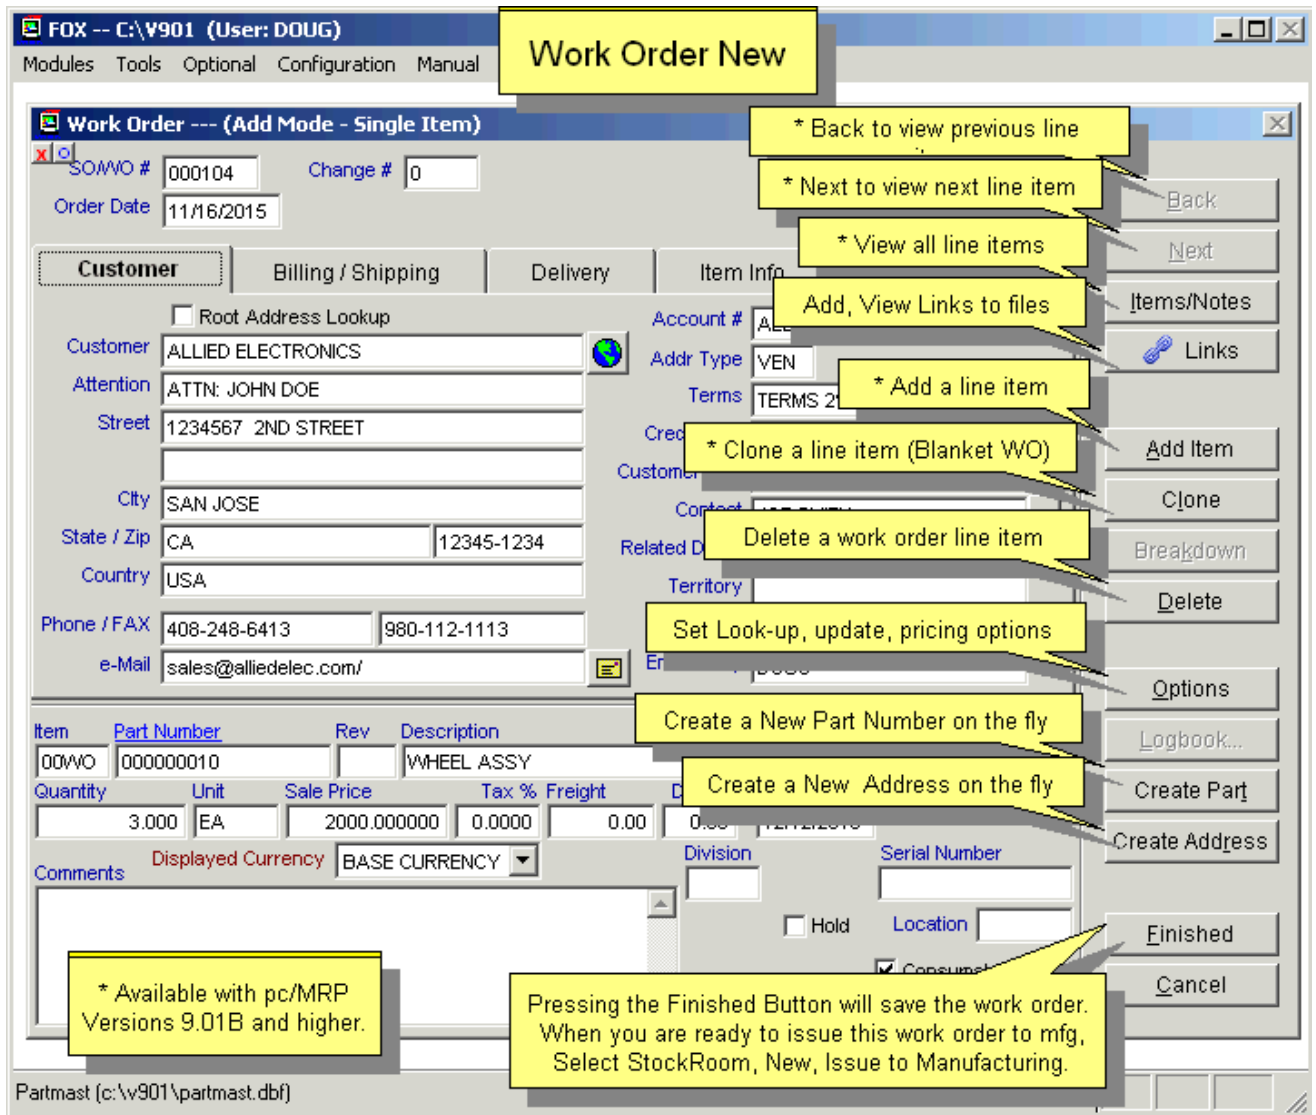 FOX -- C:\V901 (User: DOUG)
Work Order New
Modules Tools Optional Configuration Manual
Work Order --- (Add Mode - Single Item)
* Back to view previous line
SO/WO # 000104 Change # 0
* Next to view next line item
Back
Order Date 11/16/2015
* View all line items
Next
Customer Billing / Shipping Delivery Item Info
Add, View Links to files
Items/Notes
Root Address Lookup
Account #
Links
Customer ALLIED ELECTRONICS
Addr Type VEN
Attention ATTN: JOHN DOE
Terms TERMS
* Add a line item
Street 1234567 2ND STREET
* Clone a line item (Blanket WO)
Add Item
Customer
City SAN JOSE
Clone
State / Zip CA 12345-1234
Related
Delete a work order line item
Breakdown
Country USA
Territory
Delete
Phone / FAX 408-248-6413 980-112-1113
Set Look-up, update, pricing options
e-Mail sales@alliedelec.com/
Options
Create a New Part Number on the fly
Item Part Number Rev Description
Logbook...
00WO 000000010 WHEEL ASSY
Create a New Address on the fly
Create Part
Quantity Unit Sale Price Tax % Freight
3.000 EA 2000.000000 0.0000 0.00
Create Address
Displayed Currency BASE CURRENCY
Division Serial Number
Comments
Hold Location
Finished
* Available with pc/MRP
Versions 9.01B and higher.
Cancel
Pressing the Finished Button will save the work order.
When you are ready to issue this work order to mfg,
Select StockRoom, New, Issue to Manufacturing.
Partmast (c:\v901\partmast.dbf)